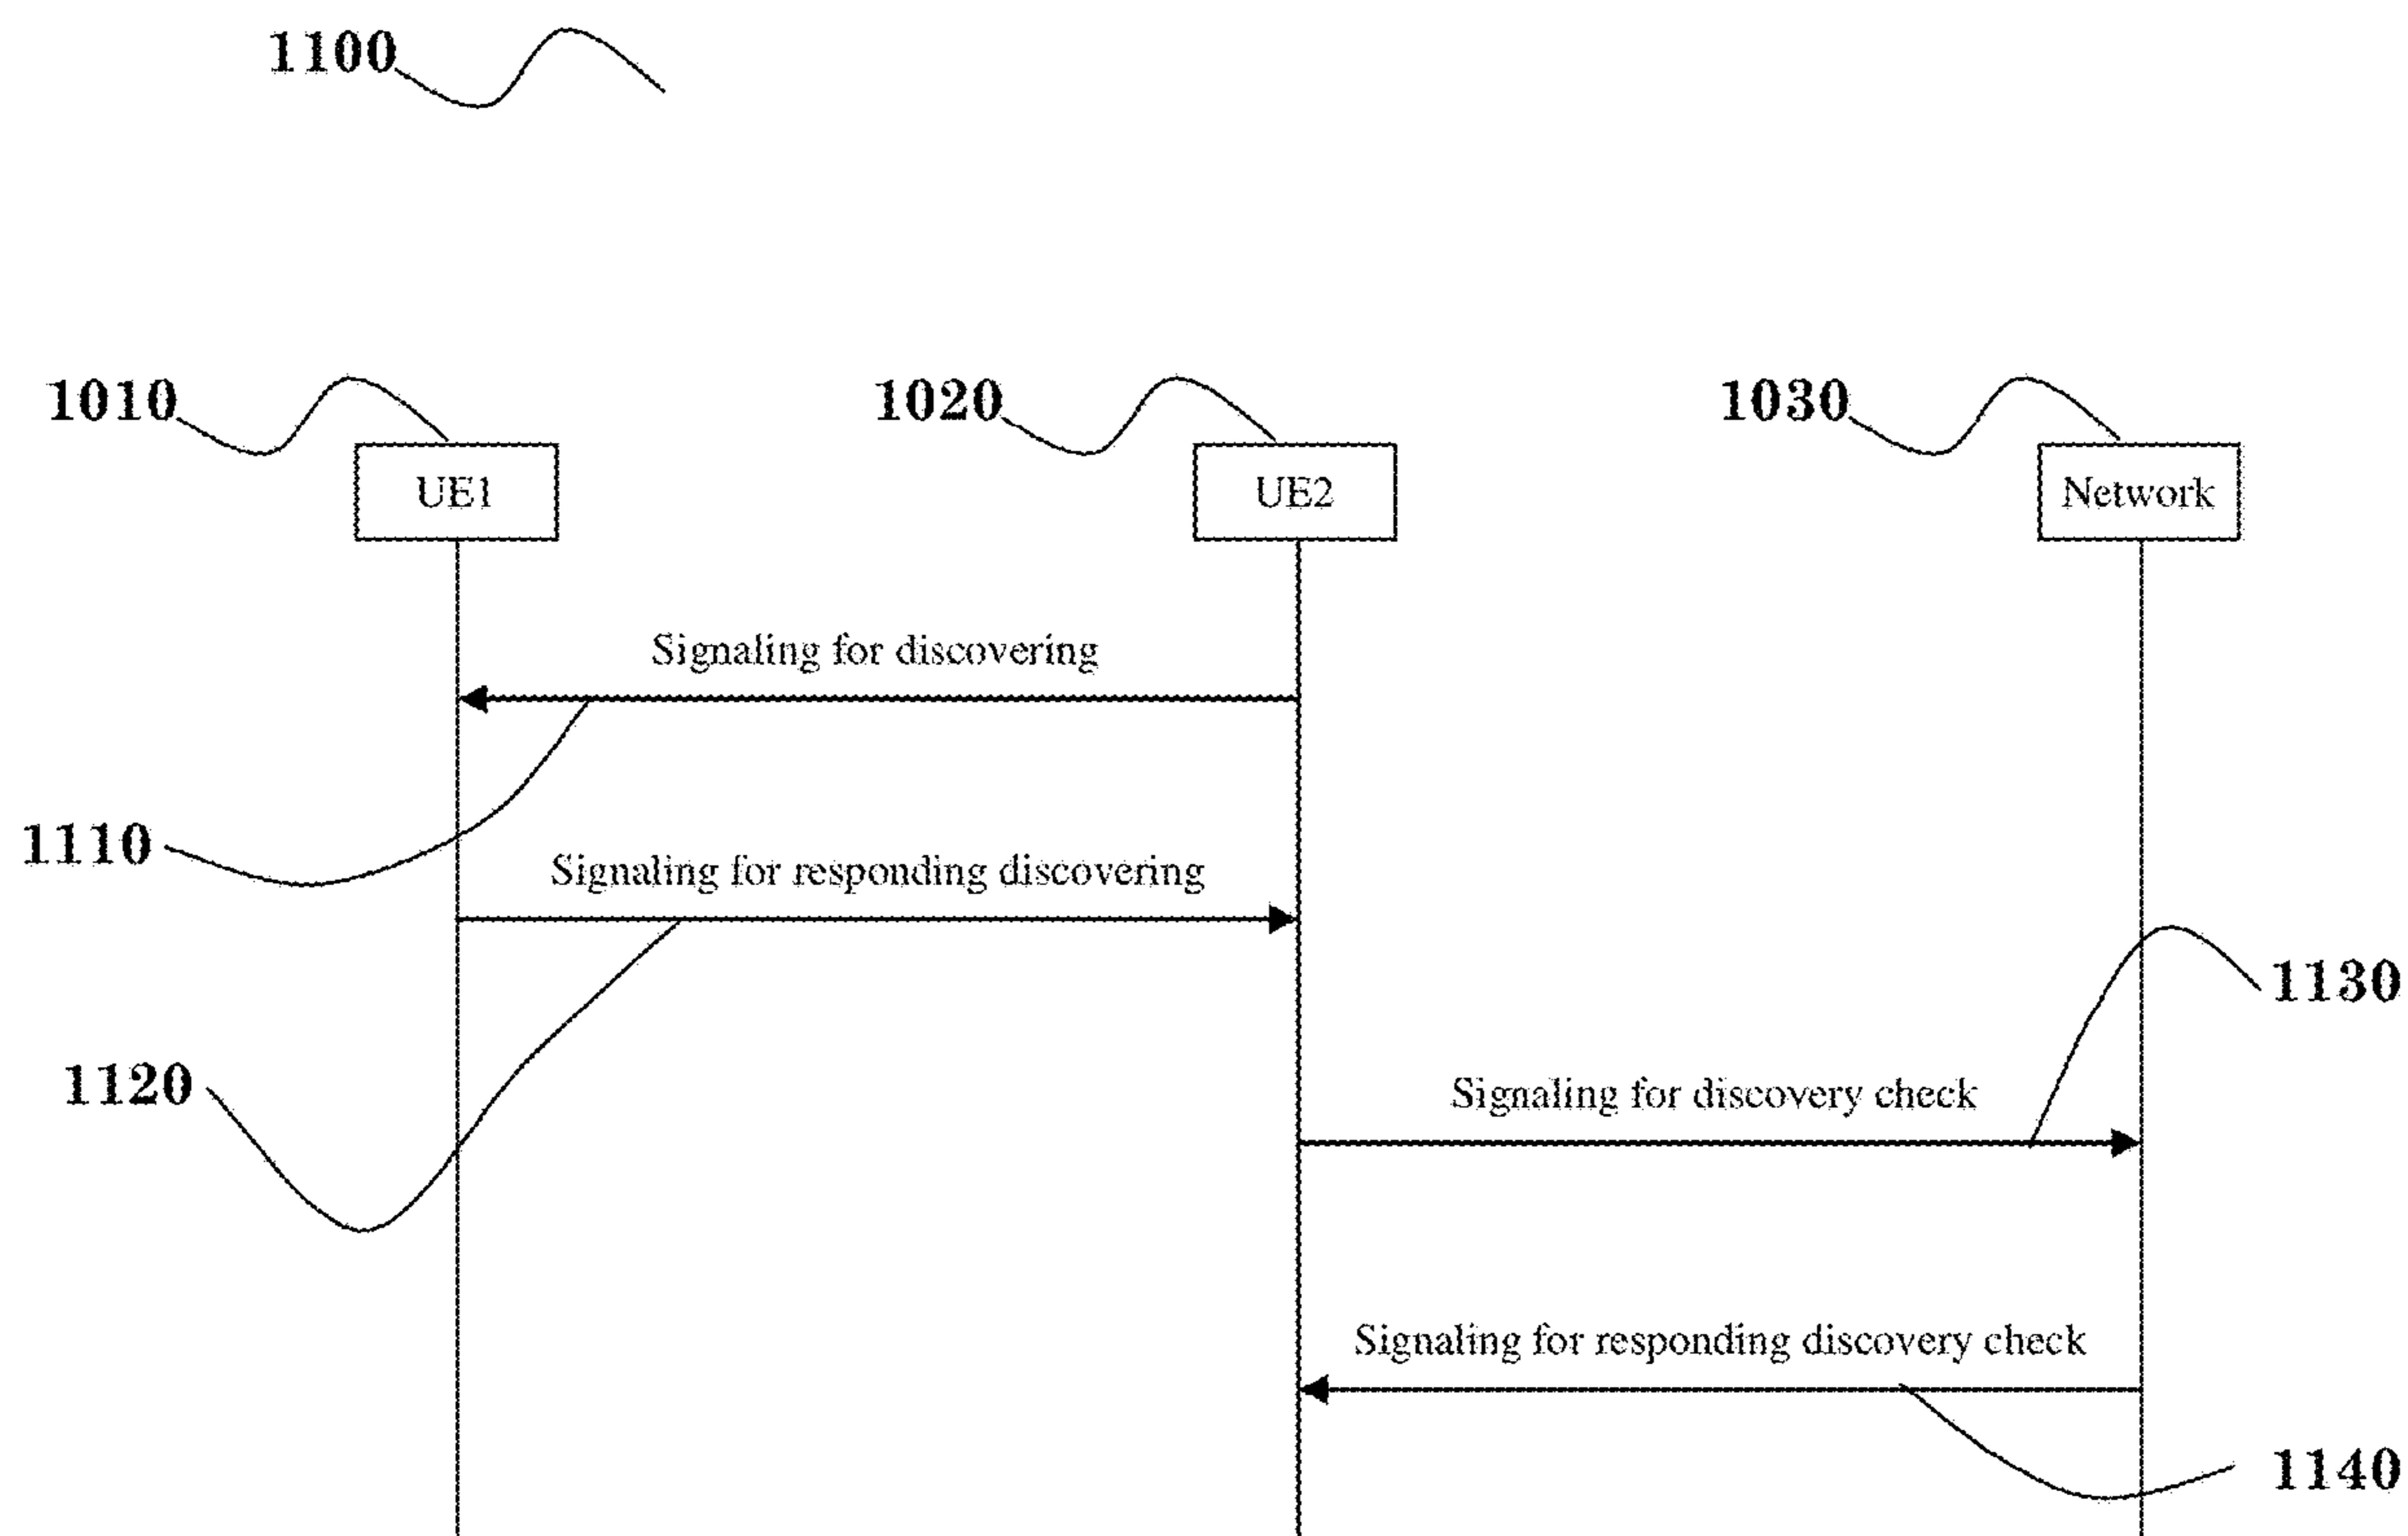 1100
1010
1020
1030
UE1
UE2
Network
Signaling for discovering
1110
Signaling for responding discovering
1130
1120
Signaling for discovery check
Signaling for responding discovery check
1140